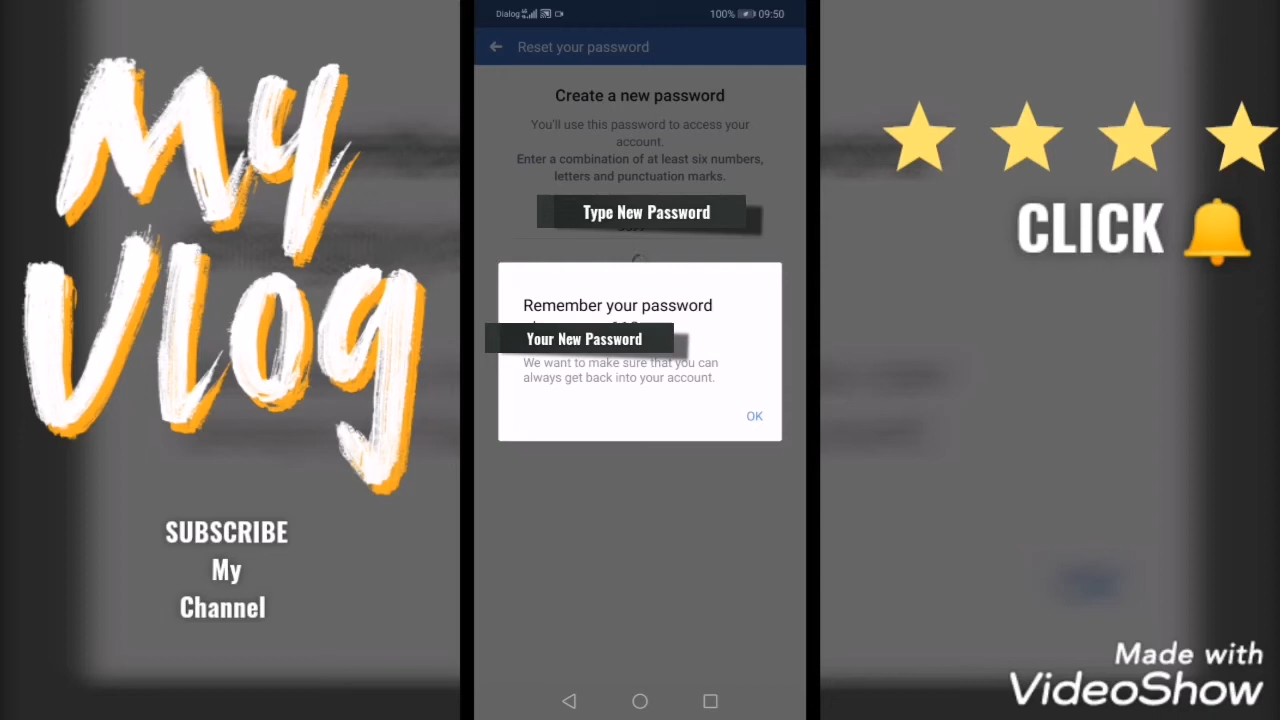 My
Vlog
SUBSCRIBE
My
Channel
Dialog
100%
09:50
Reset your password
Create a new password
You'll use this password to access your
account.
Enter a combination of at least six numbers,
letters and punctuation marks.
Type New Password
Remember your password
Your New Password
We want to make sure that you can
always get back into your account.
OK
CLICK
Made with
VideoShow